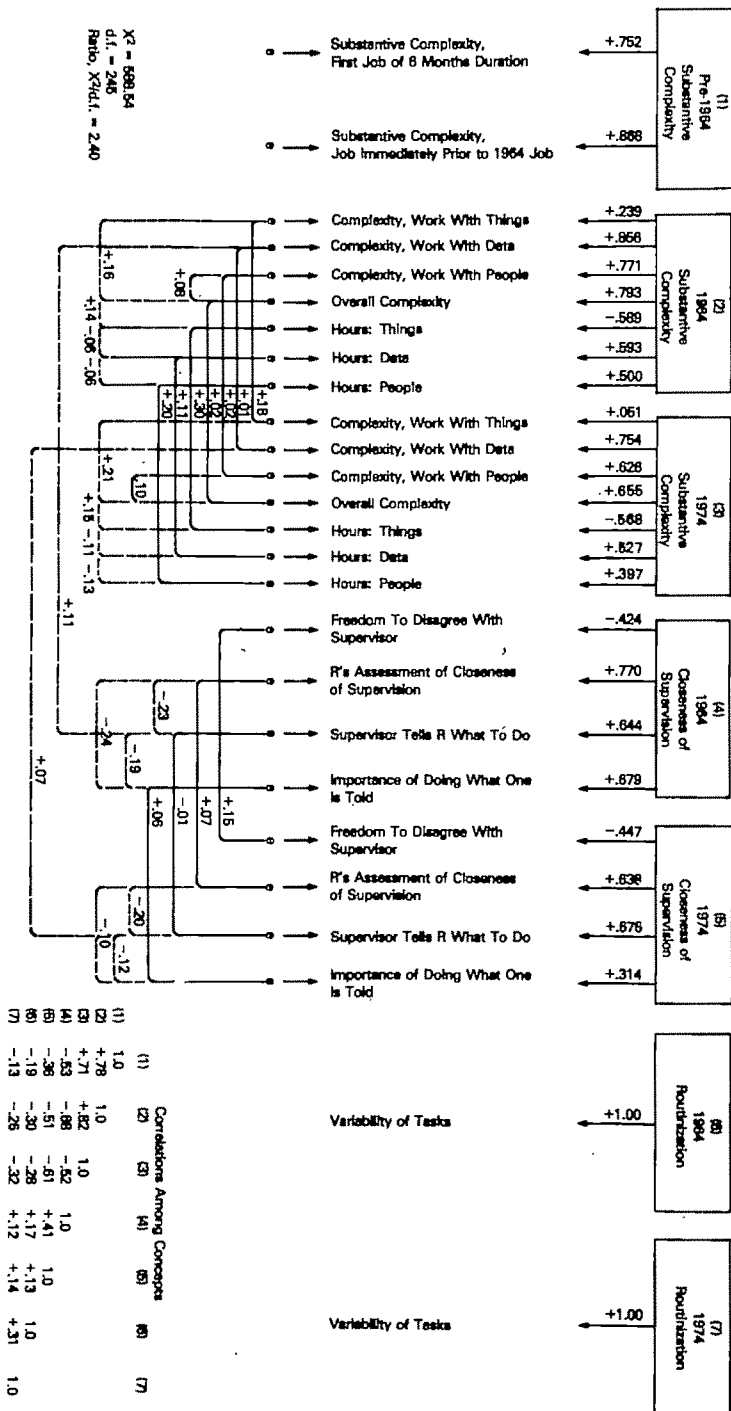 (1)
Pre-1964
Substantive
Complexity
+.752
+.868
Substantive Complexity,
First Job of 6 Months Duration
Substantive Complexity,
Job Immediately Prior to 1964 Job
(2)
1964
Substantive
Complexity
+.239
+.856
+.771
+.793
-.589
+.593
+.500
Complexity, Work With Things
Complexity, Work With Data
Complexity, Work With People
Overall Complexity
Hours: Things
Hours: Data
Hours: People
(3)
1974
Substantive
Complexity
+.051
+.754
+.626
+.655
-.568
+.527
+.397
Complexity, Work With Things
Complexity, Work With Data
Complexity, Work With People
Overall Complexity
Hours: Things
Hours: Data
Hours: People
(4)
1964
Closeness of
Supervision
-.424
+.770
+.644
+.679
Freedom To Disagree With
Supervisor
R's Assessment of Closeness
of Supervision
Supervisor Tells R What To Do
Importance of Doing What One
Is Told
(5)
1974
Closeness of
Supervision
-.447
+.638
+.676
+.314
Freedom To Disagree With
Supervisor
R's Assessment of Closeness
of Supervision
Supervisor Tells R What To Do
Importance of Doing What One
Is Told
(6)
1964
Routinization
+1.00
Variability of Tasks
(7)
1974
Routinization
+1.00
Variability of Tasks
+.16
+.08
+.14 -.06 -.06
+.18
+.01
+.02
+.02
+.30
+.11
+.20
+.21
.10
+.15 -.11 -.13
+.11
+.07
-.23
-.24
-.19
+.15
+.07
-.01
+.06
-.20
-.10
-.12
d.f. = 245
Ratio, X²/d.f. = 2.40
Correlations Among Concepts
(1) (2) (3) (4) (5) (6) (7)
(1) 1.0
(2) +.78 1.0
(3) +.71 +.82 1.0
(4) -.53 -.52 1.0
-.36 -.51 -.61 +.41 1.0
-.19 -.30 -.28 +.17 +.13 1.0
(7) -.13 -.26 -.32 +.12 +.14 +.31 1.0